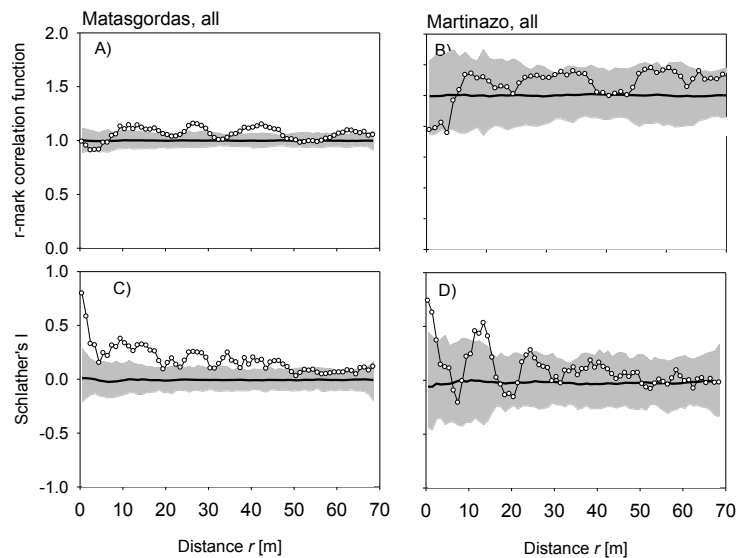 Matasgordas, all
Martinazo, all
r-mark correlation function
2.0
1.5
1.0
0.5
0.0
A)
B)
Schlather's I
1.0
0.5
0.0
-0.5
-1.0
C)
D)
0 10 20 30 40 50 60 70
0 10 20 30 40 50 60 70
Distance r [m]
Distance r [m]